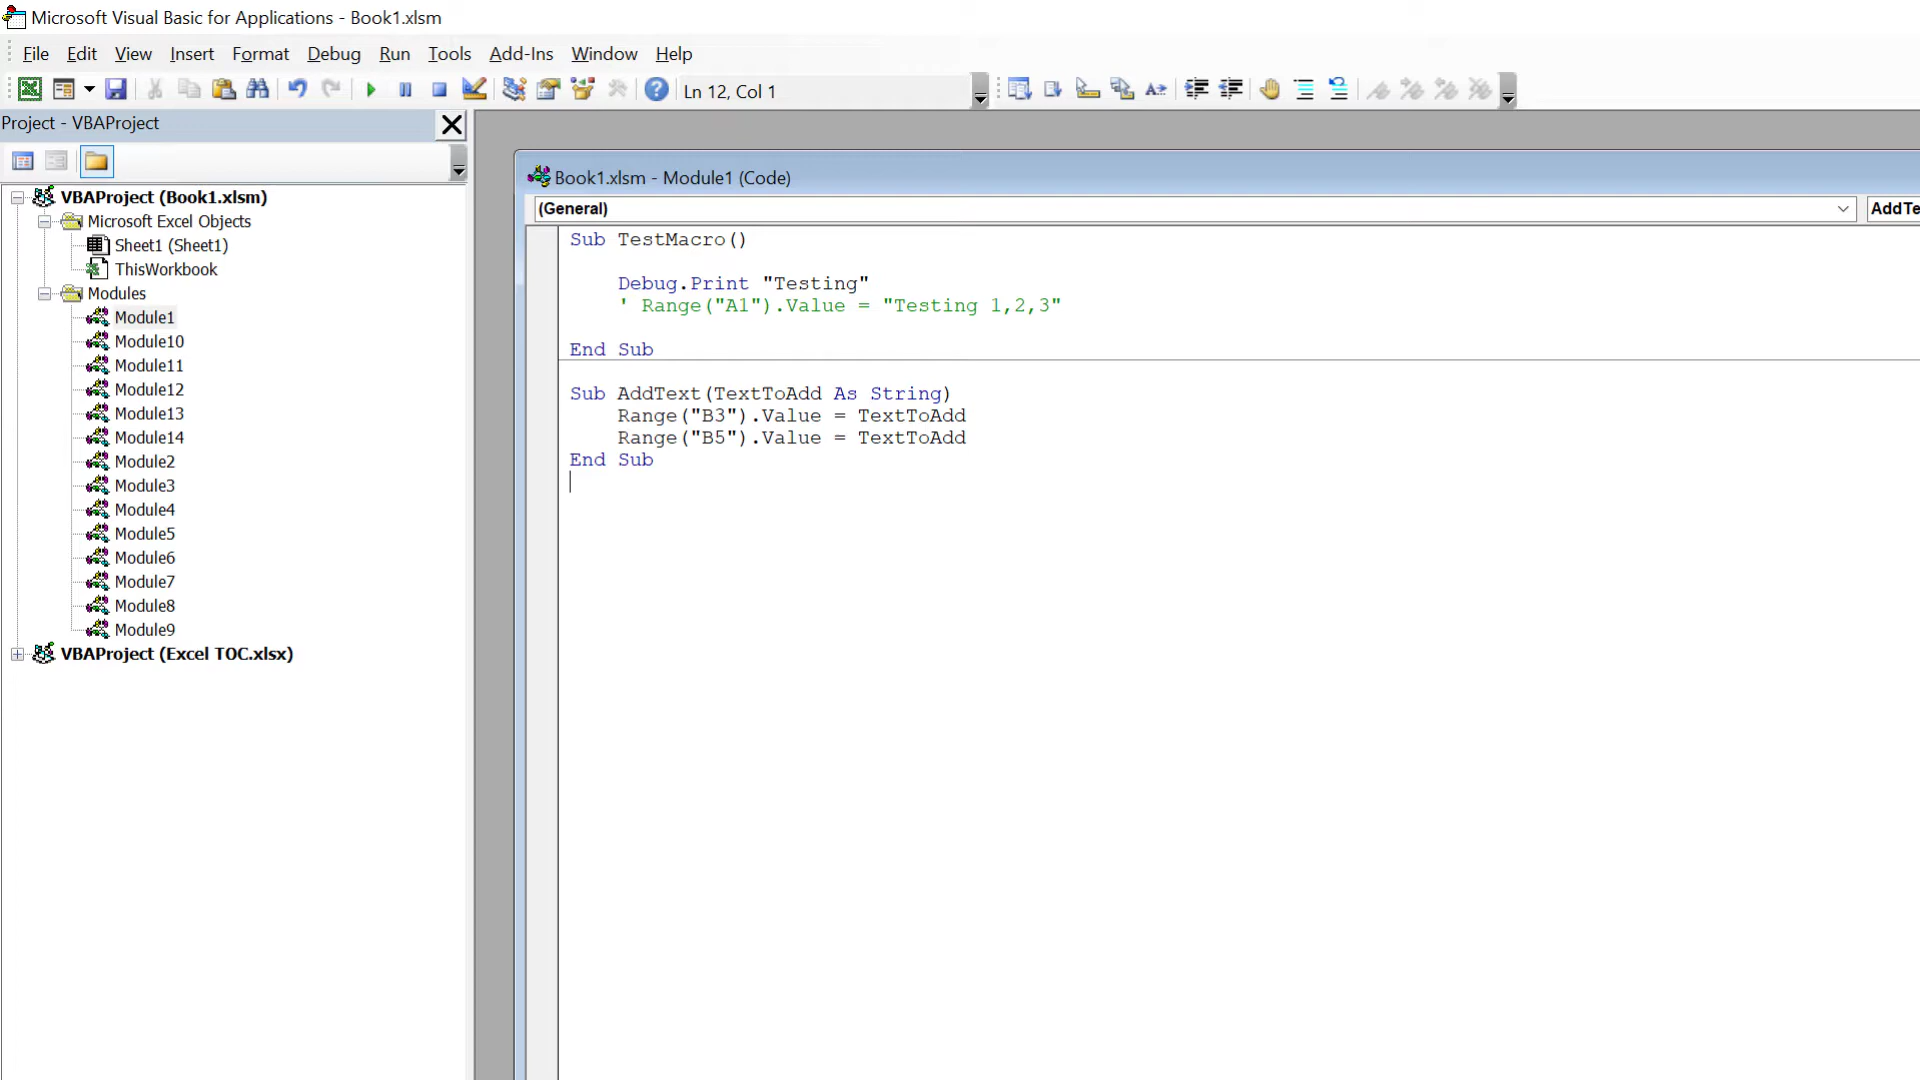 Microsoft Visual Basic for Applications - Book1.xlsm
File Edit View Insert Format Debug Run Tools Add-Ins Window Help
Ln 12, Col 1
Project - VBAProject
VBAProject (Book1.xlsm)
Microsoft Excel Objects
Sheet1 (Sheet1)
ThisWorkbook
Modules
Module1
Module10
Module11
Module12
Module13
Module14
Module2
Module3
Module4
Module5
Module6
Module7
Module8
Module9
VBAProject (Excel TOC.xlsx)
Book1.xlsm - Module1 (Code)
(General) AddTe
Sub TestMacro()
Debug.Print "Testing"
' Range("A1").Value = "Testing 1,2,3"
End Sub
Sub AddText(TextToAdd As String)
Range("B3").Value = TextToAdd
Range("B5").Value = TextToAdd
End Sub